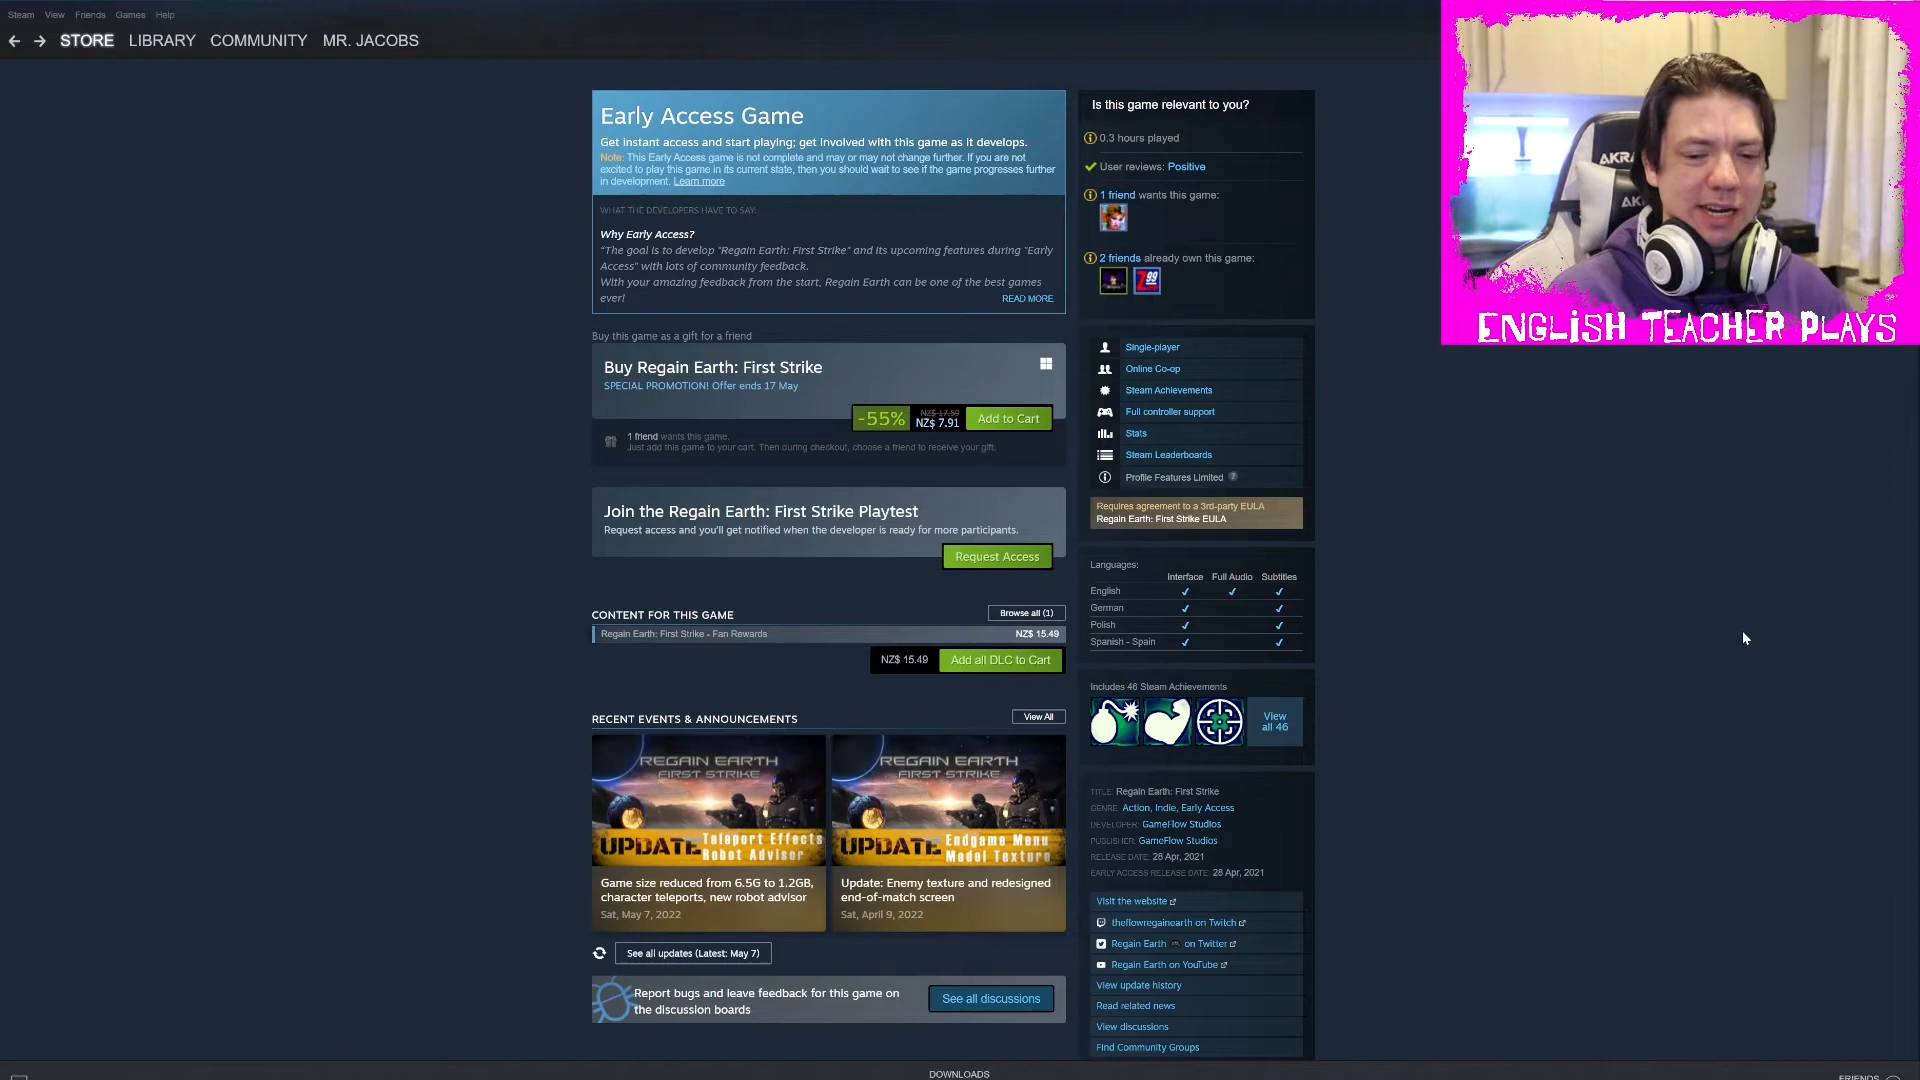 Steam View Friends Games Help
STORE LIBRARY COMMUNITY MR. JACOBS
Early Access Game
Get instant access and start playing; get involved with this game as it develops.
Note: This Early Access game is not complete and may or may not change further. If you are not
excited to play this game in its current state, then you should wait to see if the game progresses further
in development. Learn more
WHAT THE DEVELOPERS HAVE TO SAY:
Why Early Access?
"The goal is to develop "Regain Earth: First Strike" and its upcoming features during "Early
Access" with lots of community feedback.
With your amazing feedback from the start, Regain Earth can be one of the best games
ever!
READ MORE
Buy this game as a gift for a friend
Buy Regain Earth: First Strike
SPECIAL PROMOTION! Offer ends 17 May
-55% NZ$ 17.59 NZ$ 7.91 Add to Cart
1 friend wants this game.
Just add this game to your cart. Then during checkout, choose a friend to receive your gift.
Join the Regain Earth: First Strike Playtest
Request access and you'll get notified when the developer is ready for more participants.
Request Access
CONTENT FOR THIS GAME Browse all (1)
Regain Earth: First Strike - Fan Rewards NZ$ 15.49
NZ$ 15.49 Add all DLC to Cart
RECENT EVENTS & ANNOUNCEMENTS View All
REGAIN EARTH
FIRST STRIKE
UPDATE Teleport Effects
Robot Advisor
Game size reduced from 6.5G to 1.2GB,
character teleports, new robot advisor
Sat, May 7, 2022
REGAIN EARTH
FIRST STRIKE
UPDATE Endgame Menu
Model Texture
Update: Enemy texture and redesigned
end-of-match screen
Sat, April 9, 2022
See all updates (Latest: May 7)
Report bugs and leave feedback for this game on
the discussion boards
See all discussions
Is this game relevant to you?
0.3 hours played
User reviews: Positive
1 friend wants this game:
2 friends already own this game:
99
Single-player
Online Co-op
Steam Achievements
Full controller support
Stats
Steam Leaderboards
Profile Features Limited ?
Requires agreement to a 3rd-party EULA
Regain Earth: First Strike EULA
Languages:
Interface Full Audio Subtitles
English ✓ ✓ ✓
German ✓ ✓
Polish ✓ ✓
Spanish - Spain ✓ ✓
Includes 46 Steam Achievements
View
all 46
TITLE: Regain Earth: First Strike
GENRE: Action, Indie, Early Access
DEVELOPER: GameFlow Studios
PUBLISHER: GameFlow Studios
RELEASE DATE: 28 Apr, 2021
EARLY ACCESS RELEASE DATE: 28 Apr, 2021
Visit the website
theflowregainearth on Twitch
Regain Earth on Twitter
Regain Earth on YouTube
View update history
Read related news
View discussions
Find Community Groups
ENGLISH TEACHER PLAYS
DOWNLOADS
FRIENDS